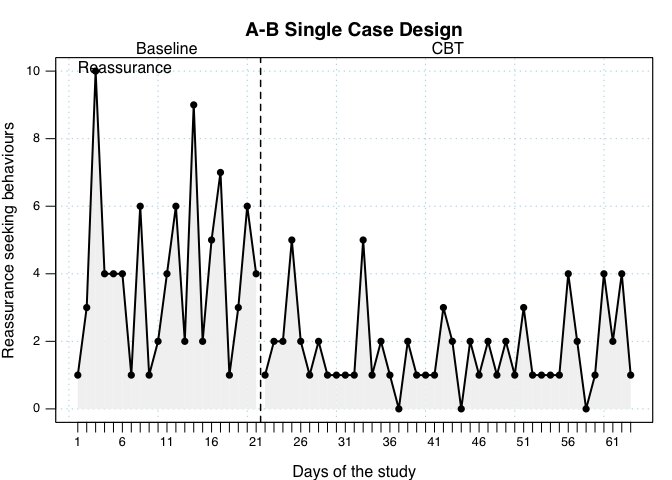 A-B Single Case Design
Baseline CBT
Reassurance
Reassurance seeking behaviours
10
8
6
4
2
0
1 6 11 16 21 26 31 36 41 46 51 56 61
Days of the study